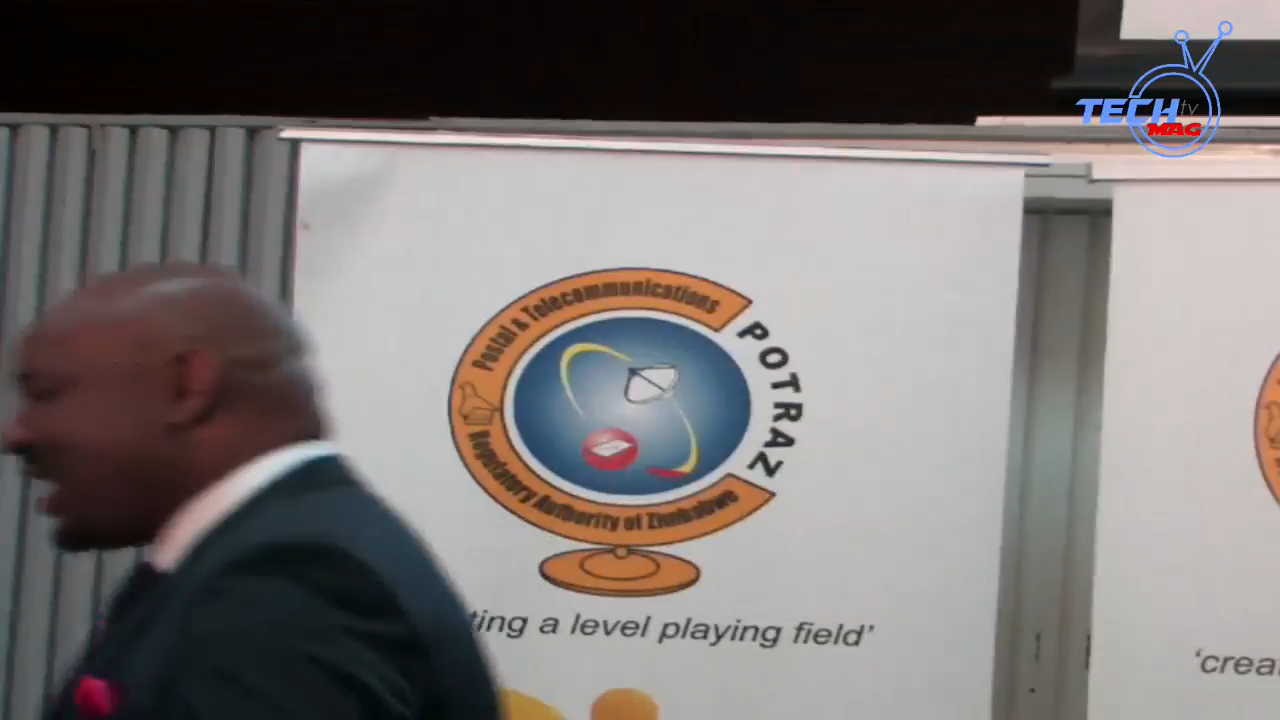 TECH tv
MAG
Postal & Telecommunications
POTRAZ
Regulatory Authority of Zimbabwe
ting a level playing field’
‘crea